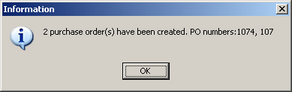 Information
2 purchase order(s) have been created. PO numbers:1074, 107
OK